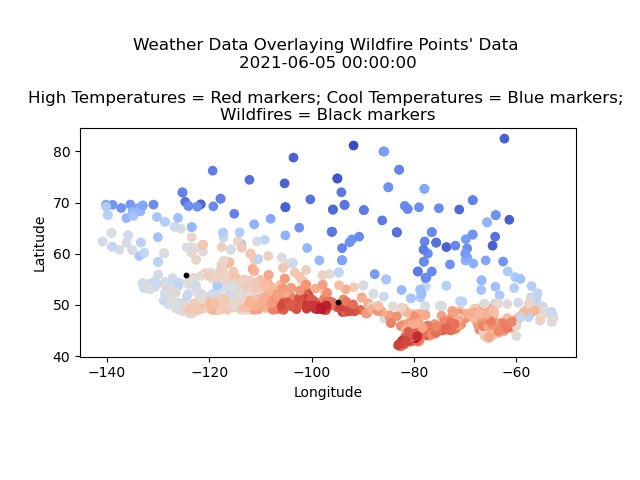 Weather Data Overlaying Wildfire Points' Data
2021-06-05 00:00:00
High Temperatures = Red markers; Cool Temperatures = Blue markers;
Wildfires = Black markers
80
70
60
50
40
Latitude
−140 −120 −100 −80 −60
Longitude